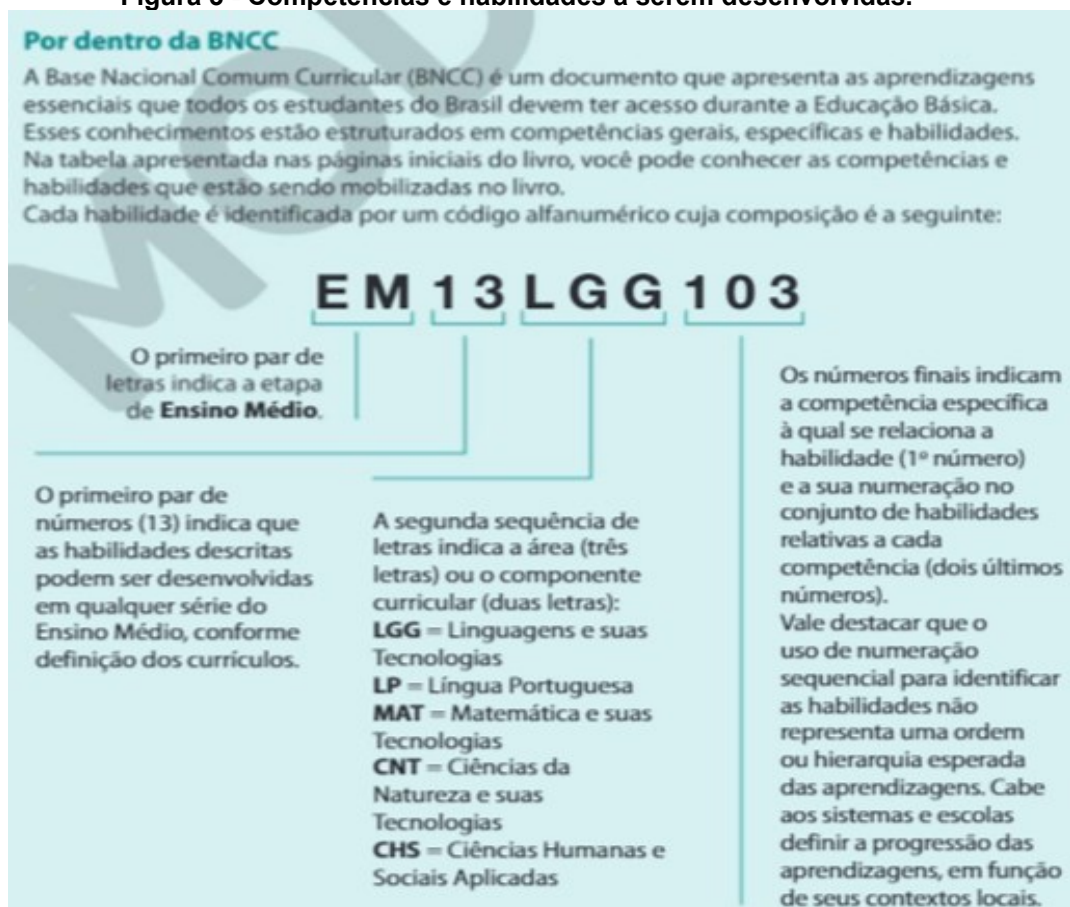 Figura 6 - Competências e habilidades a serem desenvolvidas.
Por dentro da BNCC
A Base Nacional Comum Curricular (BNCC) é um documento que apresenta as aprendizagens
essenciais que todos os estudantes do Brasil devem ter acesso durante a Educação Básica.
Esses conhecimentos estão estruturados em competências gerais, específicas e habilidades.
Na tabela apresentada nas páginas iniciais do livro, você pode conhecer as competências e
habilidades que estão sendo mobilizadas no livro.
Cada habilidade é identificada por um código alfanumérico cuja composição é a seguinte:
EM13LGG103
O primeiro par de
letras indica a etapa
de Ensino Médio.
O primeiro par de
números (13) indica que
as habilidades descritas
podem ser desenvolvidas
em qualquer série do
Ensino Médio, conforme
definição dos currículos.
A segunda sequência de
letras indica a área (três
letras) ou o componente
curricular (duas letras):
LGG = Linguagens e suas
Tecnologias
LP = Língua Portuguesa
MAT = Matemática e suas
Tecnologias
CNT = Ciências da
Natureza e suas
Tecnologias
CHS = Ciências Humanas e
Sociais Aplicadas
Os números finais indicam
a competência específica
à qual se relaciona a
habilidade (1º número)
e a sua numeração no
conjunto de habilidades
relativas a cada
competência (dois últimos
números).
Vale destacar que o
uso de numeração
sequencial para identificar
as habilidades não
representa uma ordem
ou hierarquia esperada
das aprendizagens. Cabe
aos sistemas e escolas
definir a progressão das
aprendizagens, em função
de seus contextos locais.